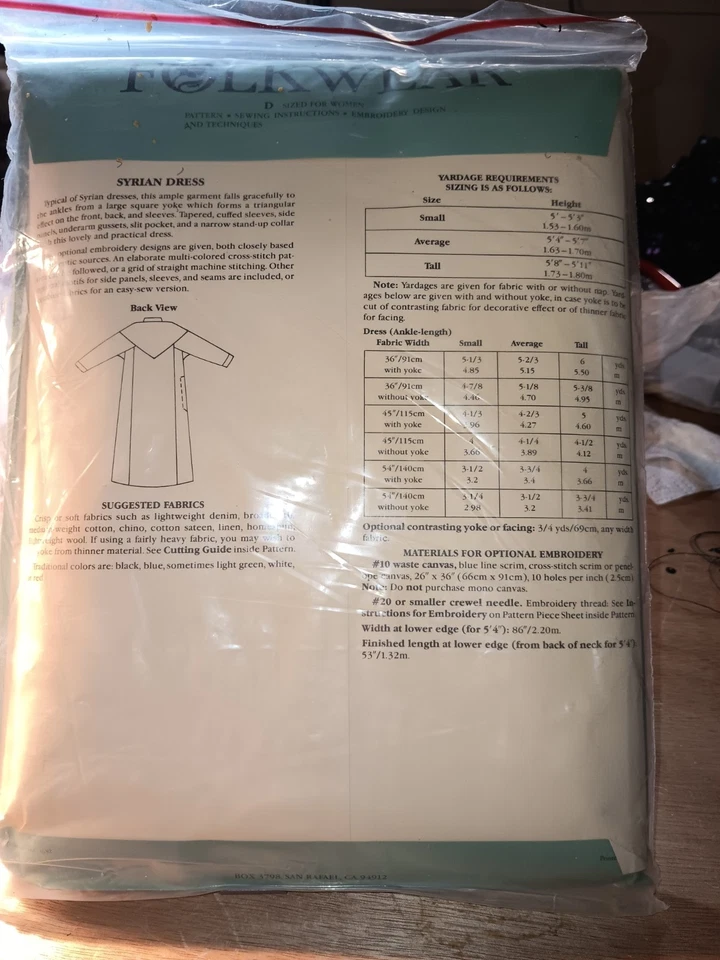 FOLKWEAR
D SIZED FOR WOMEN
PATTERN • SEWING INSTRUCTIONS • EMBROIDERY DESIGN
AND TECHNIQUES
SYRIAN DRESS
Typical of Syrian dresses, this ample garment falls gracefully to
the ankles from a large square yoke which forms a triangular
effect on the front, back, and sleeves. Tapered, cuffed sleeves, side
underarm gussets, slit pocket, and a narrow stand-up collar
this lovely and practical dress.
optional embroidery designs are given, both closely based
sources. An elaborate multi-colored cross-stitch pat-
followed, or a grid of straight machine stitching. Other
for side panels, sleeves, and seams are included, or
for an easy-sew version.
Back View
SUGGESTED FABRICS
Crisp or soft fabrics such as lightweight denim,
weight cotton, chino, cotton sateen, linen,
wool. If using a fairly heavy fabric, you may wish to
yoke from thinner material. See Cutting Guide inside Pattern.
Traditional colors are: black, blue, sometimes light green, white,
YARDAGE REQUIREMENTS
SIZING IS AS FOLLOWS:
Size Height
Small 5'–5'3"
1.53–1.60m
Average 5'4"–5'7"
1.63–1.70m
Tall 5'8"–5'11"
1.73–1.80m
Note: Yardages are given for fabric with or without nap. Yard-
ages below are given with and without yoke, in case yoke is to be
cut of contrasting fabric for decorative effect or of thinner fabric
for facing.
Dress (Ankle-length)
Fabric Width Small Average Tall
36"/91cm 5-1/3 5-2/3 6 yds
with yoke 4.85 5.15 5.50 m
36"/91cm 4-7/8 5-1/8 5-3/8 yds
without yoke 4.46 4.70 4.95 m
45"/115cm 4-1/3 4-2/3 5 yds
with yoke 4.27 4.60 m
45"/115cm 4 4-1/4 4-1/2 yds
without yoke 3.66 3.89 4.12 m
54"/140cm 3-1/2 3-3/4 4 yds
with yoke 3.2 3.4 3.66 m
54"/140cm 3-1/4 3-1/2 3-3/4 yds
without yoke 2.98 3.2 3.41 m
Optional contrasting yoke or facing: 3/4 yds/69cm, any width
fabric.
MATERIALS FOR OPTIONAL EMBROIDERY
#10 waste canvas, blue line scrim, cross-stitch scrim or penel-
ope canvas, 26" x 36" (66cm x 91cm), 10 holes per inch (2.5cm)
Note: Do not purchase mono canvas.
#20 or smaller crewel needle. Embroidery thread: See In-
structions for Embroidery on Pattern Piece Sheet inside Pattern.
Width at lower edge (for 5'4"): 86"/2.20m.
Finished length at lower edge (from back of neck for 5'4")
53"/1.32m.
BOX 3798, SAN RAFAEL, CA 94912